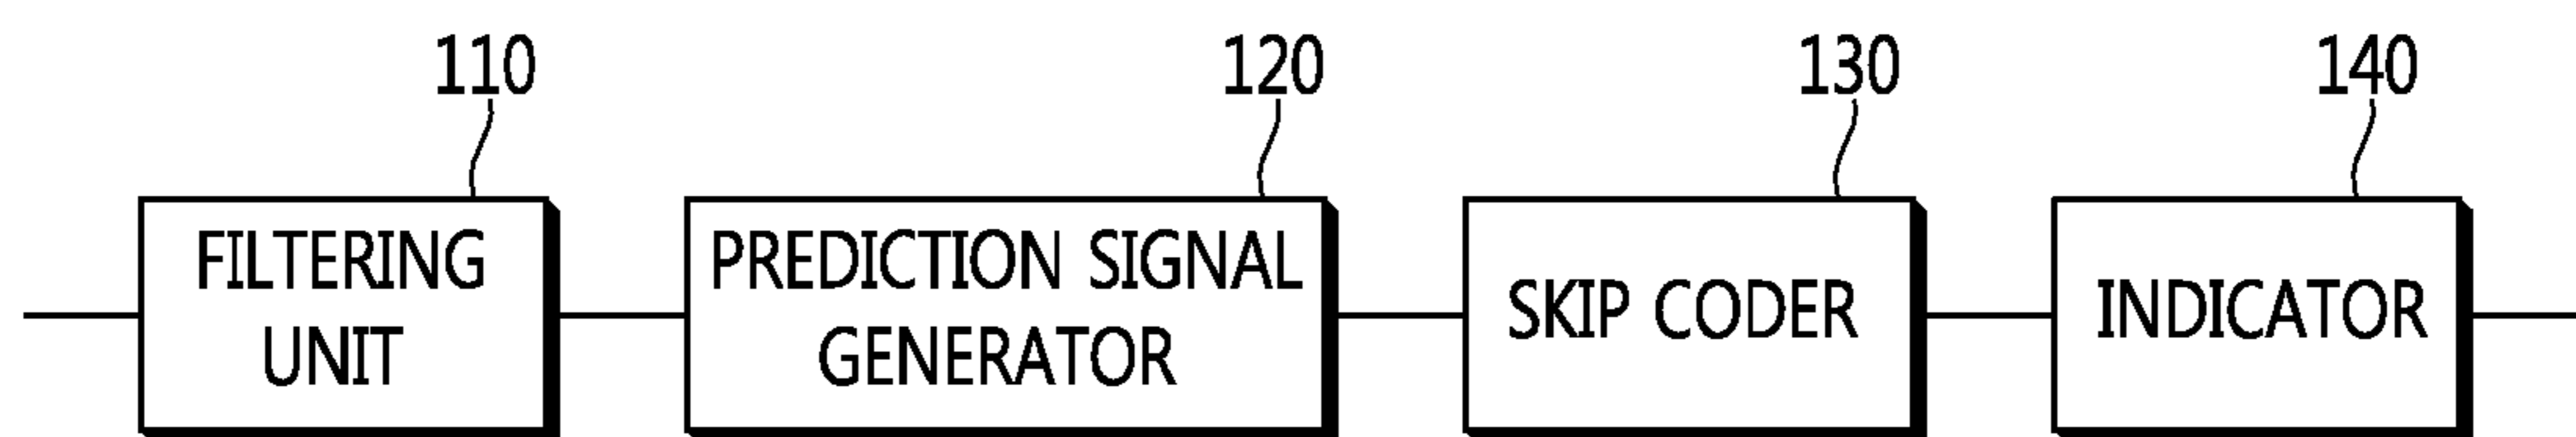 110
120
130
140
FILTERING
UNIT
PREDICTION SIGNAL
GENERATOR
SKIP CODER
INDICATOR